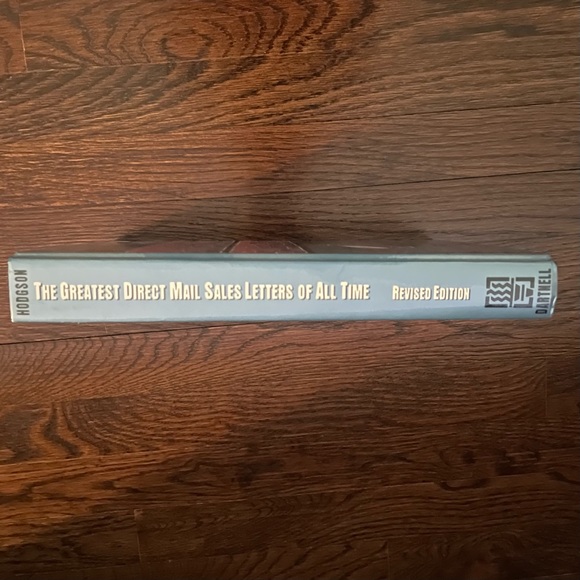 HODGSON
THE GREATEST DIRECT MAIL SALES LETTERS OF ALL TIME
REVISED EDITION
DARTNELL